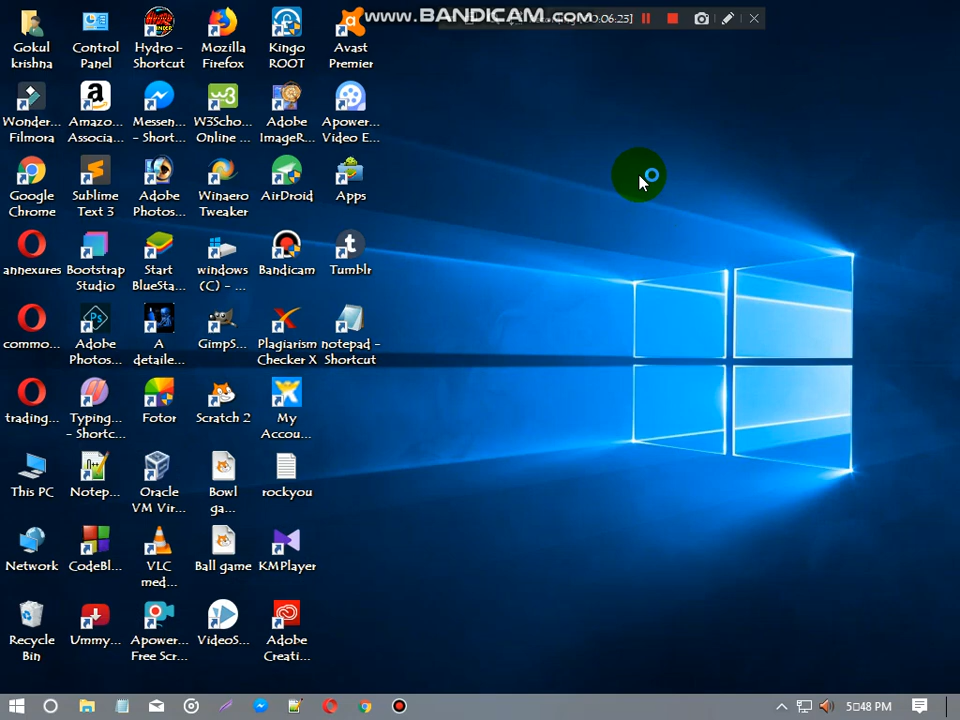 www.BANDICAM.com
0:06:23]
Gokul
krishna
Control
Panel
Hydro -
Shortcut
Mozilla
Firefox
Kingo
ROOT
Avast
Premier
Wonder...
Filmora
Amazo...
Associa...
Messen...
- Short...
W3Scho...
Online ...
Adobe
ImageR...
Apower...
Video E...
Google
Chrome
Sublime
Text 3
Adobe
Photos...
Winaero
Tweaker
AirDroid
Apps
annexures
Bootstrap
Studio
Start
BlueSta...
windows
(C) - ...
Bandicam
Tumblr
commo...
Adobe
Photos...
A
detaile...
GimpS...
Plagiarism
Checker X
notepad -
Shortcut
trading...
Typing...
- Shortc...
Fotor
Scratch 2
My
Accou...
This PC
Notep...
Oracle
VM Vir...
Bowl
ga...
rockyou
Network
CodeBl...
VLC
med...
Ball game
KMPlayer
Recycle
Bin
Ummy...
Apower...
Free Scr...
VideoS...
Adobe
Creati...
5□48 PM